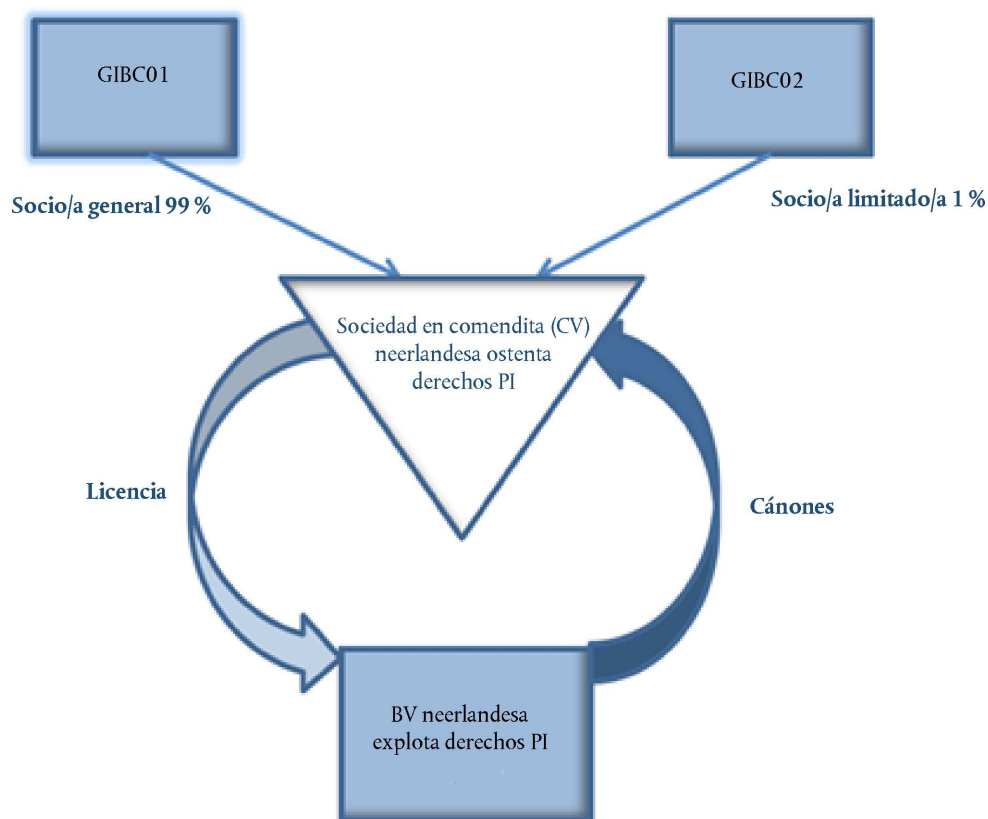 GIBC01
GIBC02
Socio/a general 99 %
Socio/a limitado/a 1 %
Sociedad en comendita (CV)
neerlandesa ostenta
derechos PI
Licencia
Cánones
BV neerlandesa
explota derechos PI